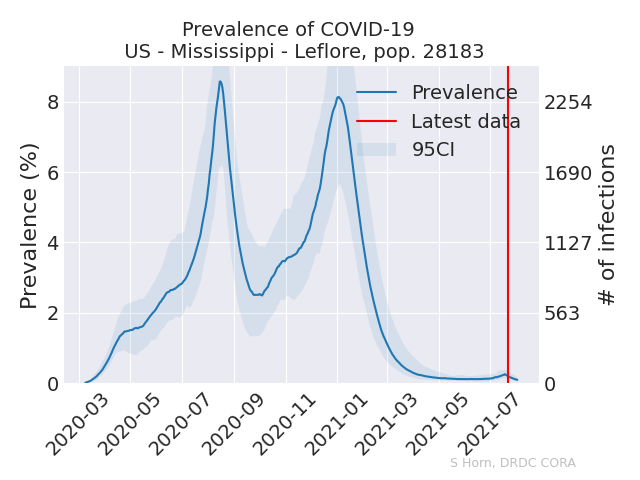 Prevalence of COVID-19
US - Mississippi - Leflore, pop. 28183
Prevalence (%)
8
6
4
2
0
Prevalence
Latest data
95CI
2254
1690
1127
563
0
# of infections
2020-03
2020-05
2020-07
2020-09
2020-11
2021-01
2021-03
2021-05
2021-07
S Horn, DRDC CORA